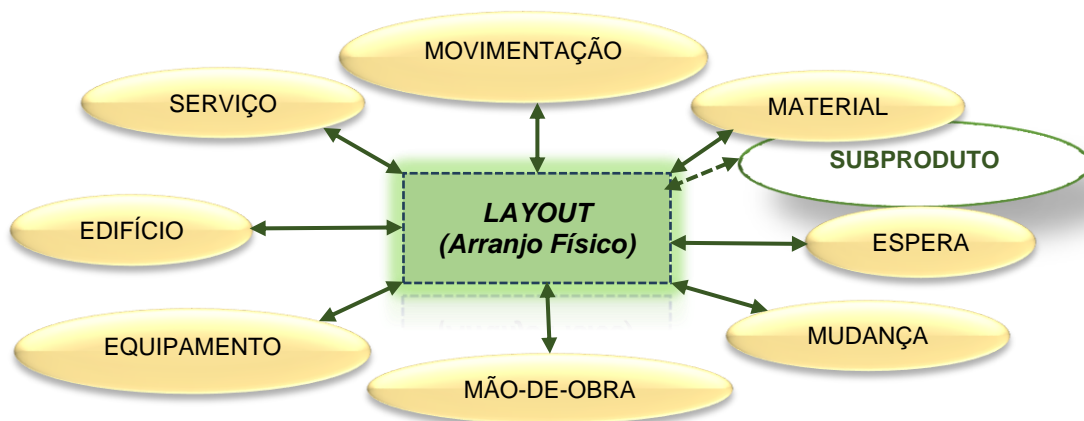 MOVIMENTAÇÃO
SERVIÇO
MATERIAL
SUBPRODUTO
LAYOUT
(Arranjo Físico)
EDIFÍCIO
ESPERA
EQUIPAMENTO
MUDANÇA
MÃO-DE-OBRA